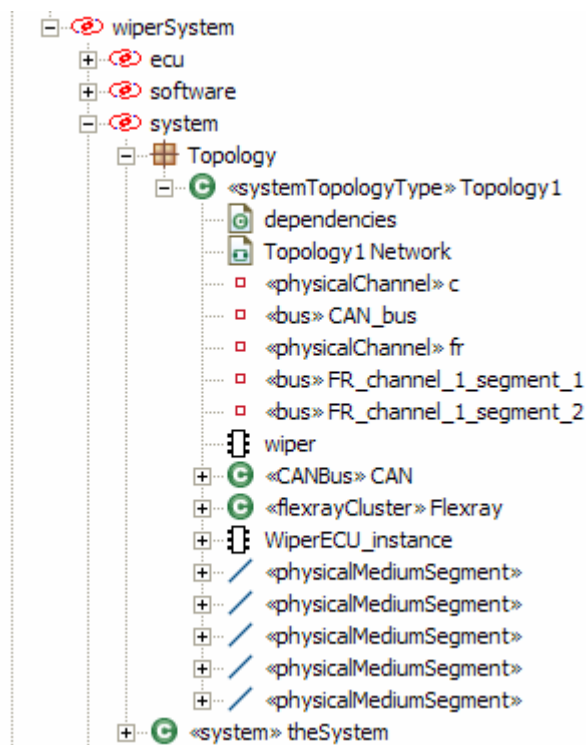 wiperSystem
ecu
software
system
Topology
«systemTopologyType» Topology1
dependencies
Topology1 Network
«physicalChannel» c
«bus» CAN_bus
«physicalChannel» fr
«bus» FR_channel_1_segment_1
«bus» FR_channel_1_segment_2
wiper
«CANBus» CAN
«flexrayCluster» Flexray
WiperECU_instance
«physicalMediumSegment»
«physicalMediumSegment»
«physicalMediumSegment»
«physicalMediumSegment»
«physicalMediumSegment»
«system» theSystem